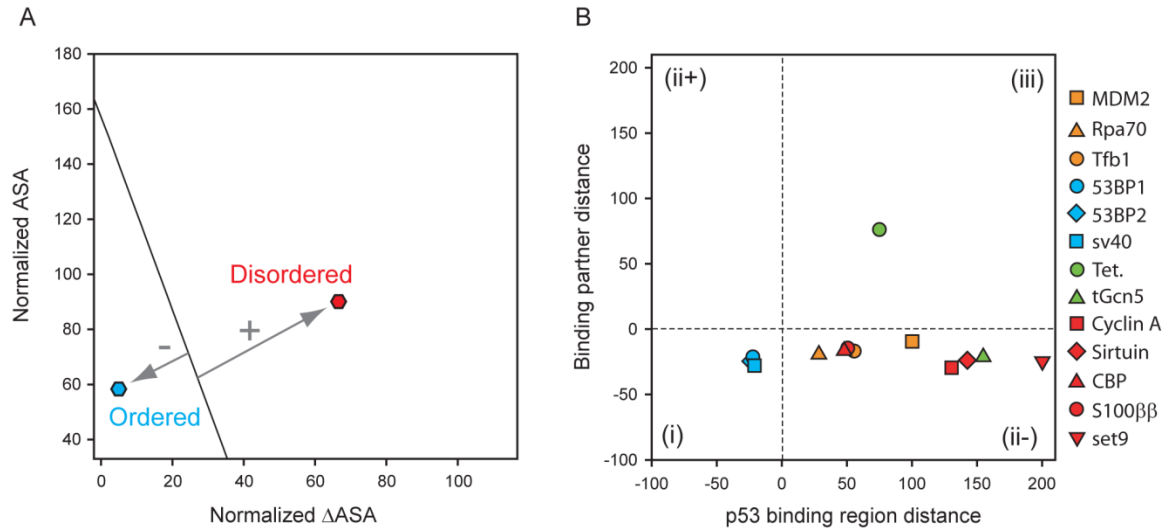 A
180
160
140
120
100
80
60
40
0 20 40 60 80 100
Normalized ASA
Normalized ΔASA
Disordered
+
-
Ordered
B
200
150
100
50
0
-50
-100
-100 -50 0 50 100 150 200
Binding partner distance
p53 binding region distance
(ii+)
(iii)
(i)
(ii-)
MDM2
Rpa70
Tfb1
53BP1
53BP2
sv40
Tet.
tGcn5
Cyclin A
Sirtuin
CBP
S100ββ
set9